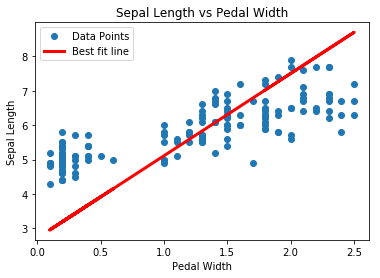 Sepal Length vs Pedal Width
Data Points
Best fit line
Sepal Length
8
7
6
5
4
3
0.0
0.5
1.0
1.5
2.0
2.5
Pedal Width